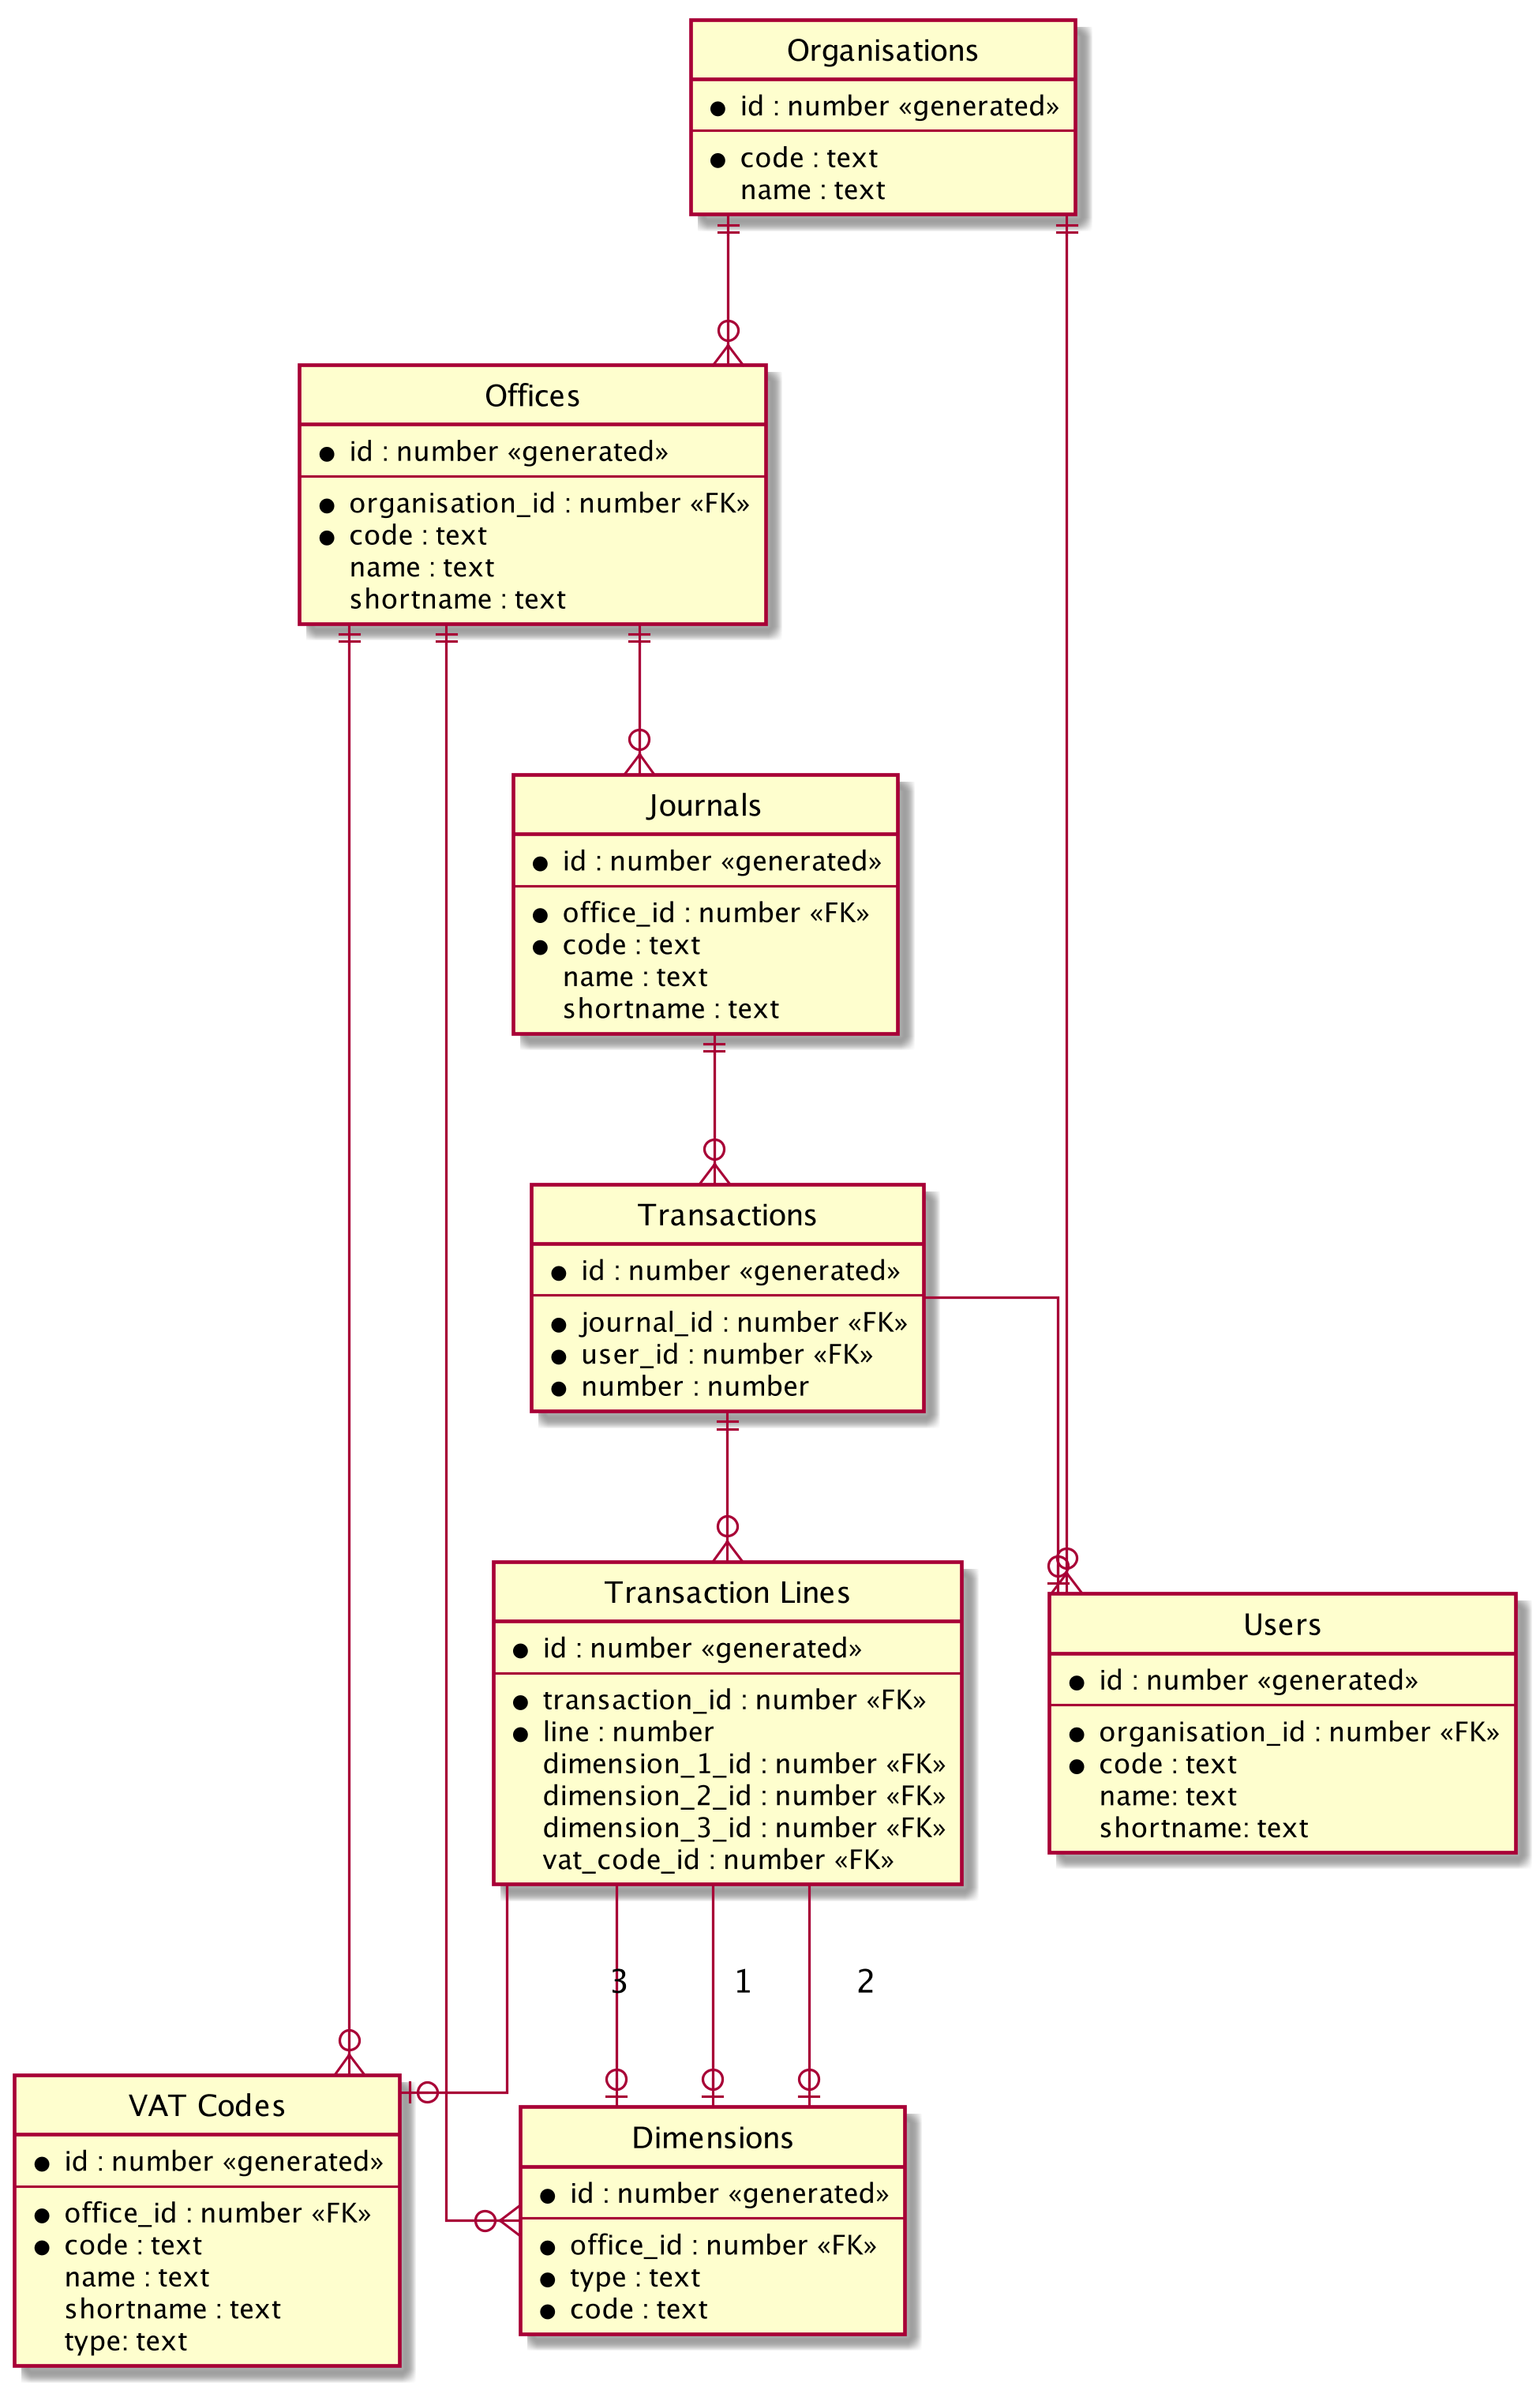 Organisations
id : number «generated»
code : text
name : text
Offices
id : number «generated»
organisation_id : number «FK»
code : text
name : text
shortname : text
Journals
id : number «generated»
office_id : number «FK»
code : text
name : text
shortname : text
Transactions
id : number «generated»
journal_id : number «FK»
user_id : number «FK»
number : number
Transaction Lines
id : number «generated»
transaction_id : number «FK»
line : number
dimension_1_id : number «FK»
dimension_2_id : number «FK»
dimension_3_id : number «FK»
vat_code_id : number «FK»
Users
id : number «generated»
organisation_id : number «FK»
code : text
name: text
shortname: text
3
1
2
VAT Codes
id : number «generated»
office_id : number «FK»
code : text
name : text
shortname : text
type: text
Dimensions
id : number «generated»
office_id : number «FK»
type : text
code : text